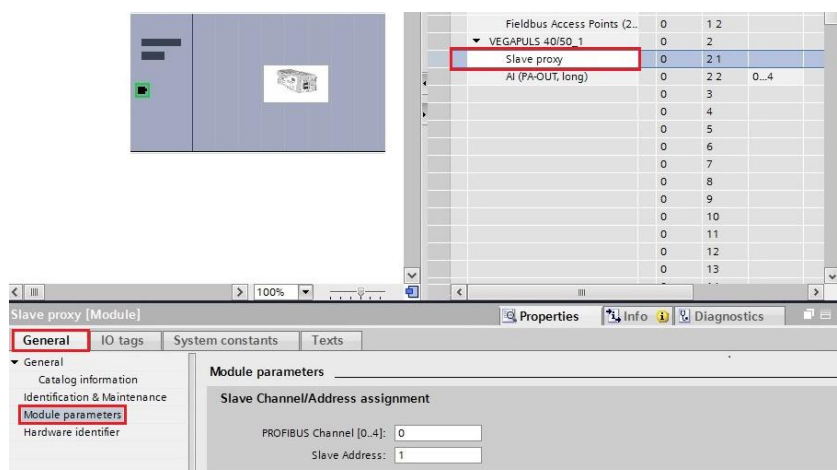 Fieldbus Access Points (2.. 0 1 2
VEGAPULS 40/50_1 0 2
Slave proxy 0 2 1
AI (PA-OUT, long) 0 2 2 0...4
0 3
0 4
0 5
0 6
0 7
0 8
0 9
0 10
0 11
0 12
0 13
100%
Slave proxy [Module]
Properties Info Diagnostics
General IO tags System constants Texts
General
Catalog information
Identification & Maintenance
Module parameters
Hardware identifier
Module parameters
Slave Channel/Address assignment
PROFIBUS Channel [0..4]: 0
Slave Address: 1